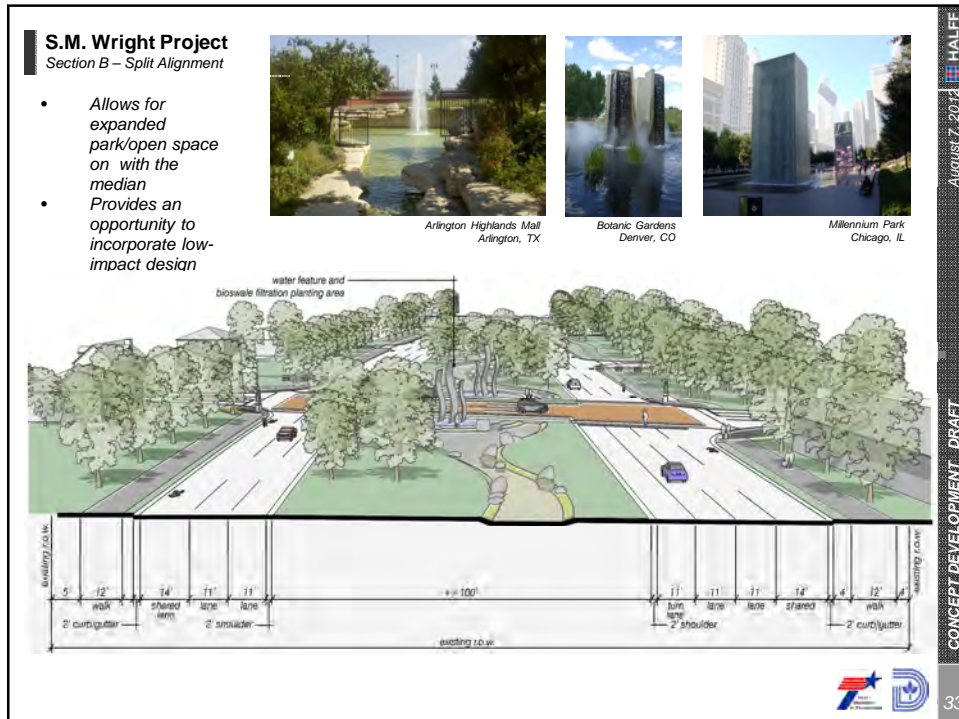 S.M. Wright Project
Section B – Split Alignment
• Allows for
expanded
park/open space
on with the
median
• Provides an
opportunity to
incorporate low-
impact design
Arlington Highlands Mall
Arlington, TX
Botanic Gardens
Denver, CO
Millennium Park
Chicago, IL
water feature and
bioswale filtration planting area
existing r.o.w.
5'
12'
walk
2' curb/gutter
14'
shared
lane
11'
lane
11'
lane
2' shoulder
+ - 100'
11'
turn
lane
2' shoulder
11'
lane
11'
lane
14'
shared
4'
12'
walk
4'
2' curb/gutter
existing r.o.w.
existing r.o.w.
HALFF
August 7, 2012
CONCEPT DEVELOPMENT DRAFT
33